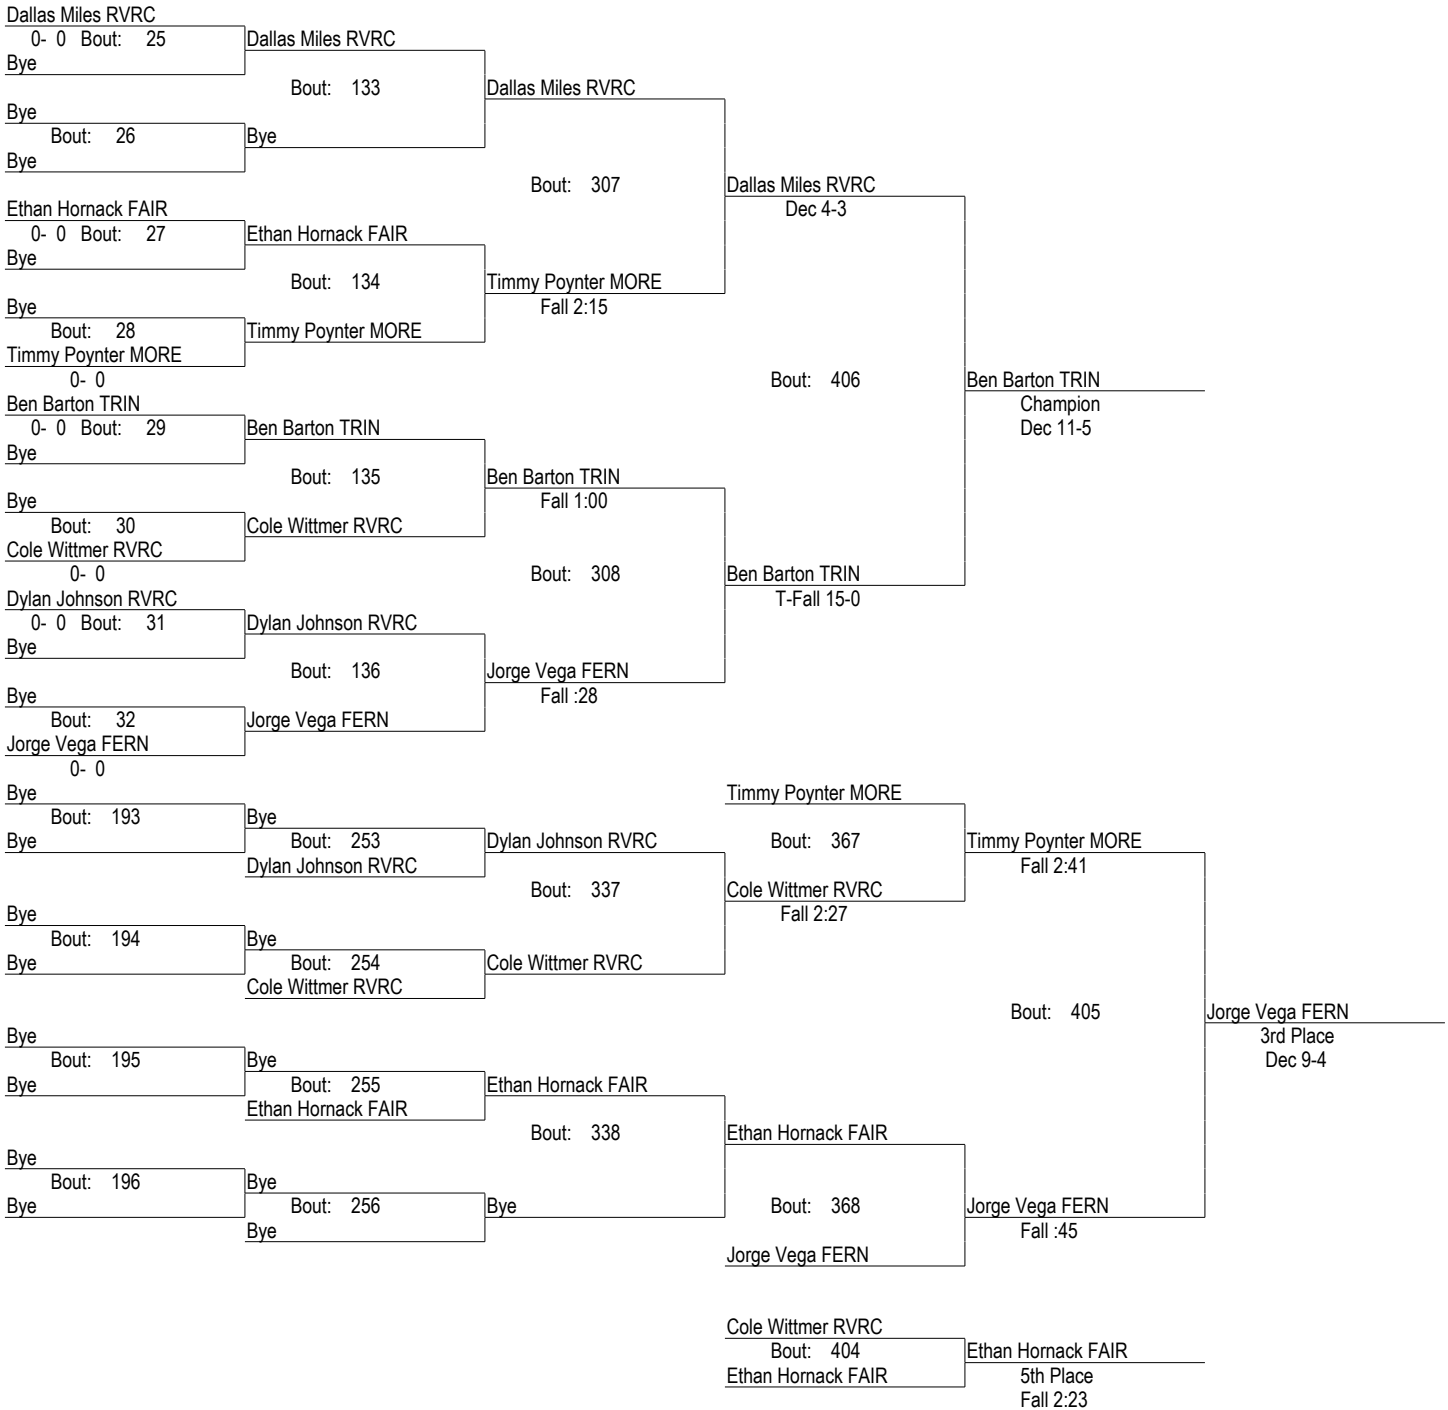 Dallas Miles RVRC
0- 0 Bout: 25 Dallas Miles RVRC
Bye
Bout: 133 Dallas Miles RVRC
Bye
Bout: 26 Bye
Bye
Bout: 307 Dallas Miles RVRC
Ethan Hornack FAIR Dec 4-3
0- 0 Bout: 27 Ethan Hornack FAIR
Bye
Bout: 134 Timmy Poynter MORE
Bye Fall 2:15
Bout: 28 Timmy Poynter MORE
Timmy Poynter MORE
0- 0 Bout: 406 Ben Barton TRIN
Ben Barton TRIN Champion
0- 0 Bout: 29 Ben Barton TRIN Dec 11-5
Bye
Bout: 135 Ben Barton TRIN
Bye Fall 1:00
Bout: 30 Cole Wittmer RVRC
Cole Wittmer RVRC
0- 0 Bout: 308 Ben Barton TRIN
Dylan Johnson RVRC T-Fall 15-0
0- 0 Bout: 31 Dylan Johnson RVRC
Bye
Bout: 136 Jorge Vega FERN
Bye Fall :28
Bout: 32 Jorge Vega FERN
Jorge Vega FERN
0- 0
Bye Timmy Poynter MORE
Bout: 193 Bye
Bye Bout: 253 Dylan Johnson RVRC Bout: 367 Timmy Poynter MORE
Dylan Johnson RVRC Fall 2:41
Bout: 337 Cole Wittmer RVRC
Bye Fall 2:27
Bout: 194 Bye
Bye Bout: 254 Cole Wittmer RVRC
Cole Wittmer RVRC
Bout: 405 Jorge Vega FERN
Bye 3rd Place
Bout: 195 Bye Dec 9-4
Bye Bout: 255 Ethan Hornack FAIR
Ethan Hornack FAIR
Bout: 338 Ethan Hornack FAIR
Bye
Bout: 196 Bye
Bye Bout: 256 Bye Bout: 368 Jorge Vega FERN
Bye Fall :45
Jorge Vega FERN
Cole Wittmer RVRC
Bout: 404 Ethan Hornack FAIR
Ethan Hornack FAIR 5th Place
Fall 2:23